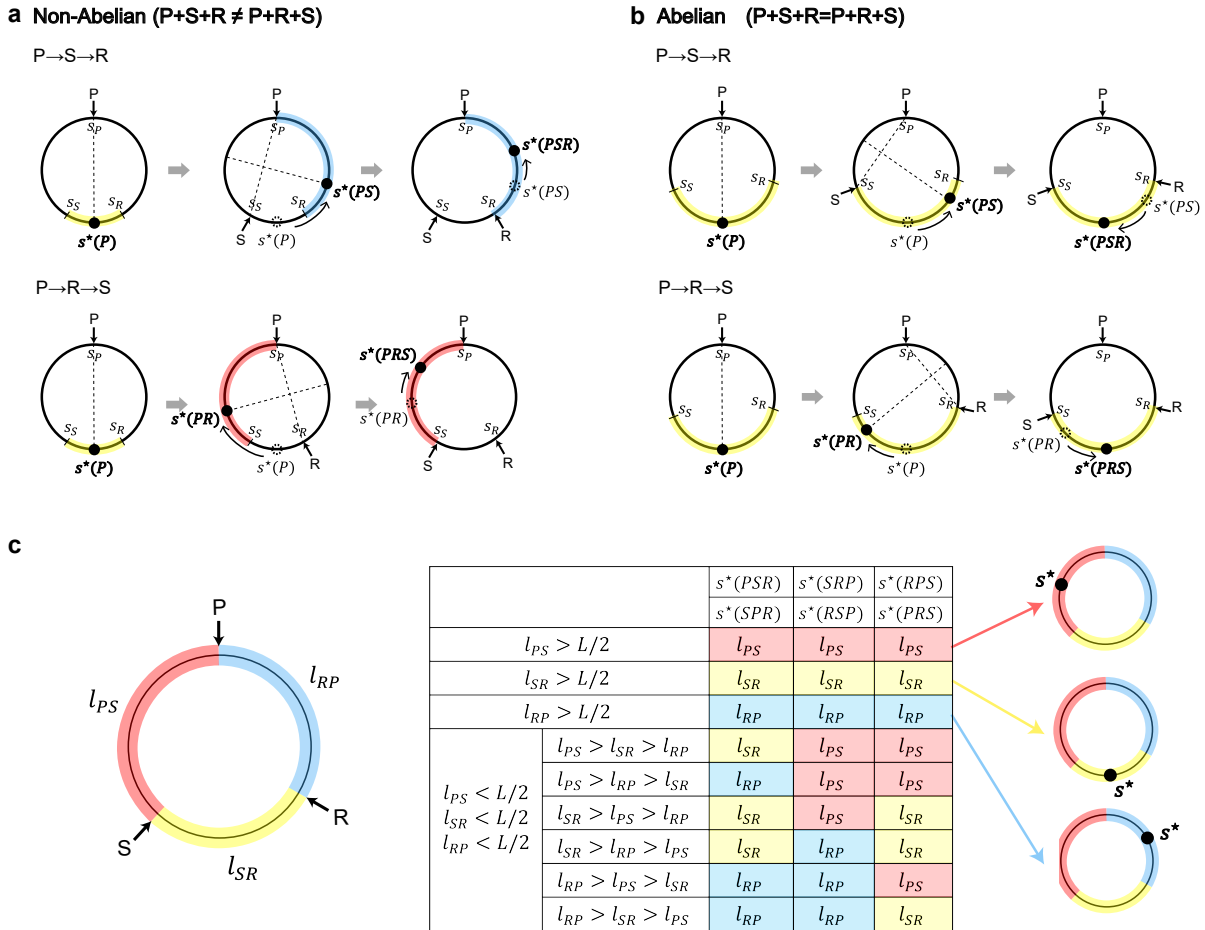 a Non-Abelian (P+S+R ≠ P+R+S)
P→S→R
P
s_P
s_S
s_R
s*(P)
P
s_P
s_R
S
s*(P)
s*(PS)
P
s_P
s_S
s_R
S
R
s*(PSR)
s*(PS)
P→R→S
P
s_P
s_S
s_R
s*(P)
P
s_P
s*(PR)
s_S
s_R
s*(P)
R
P
s*(PRS)
s_P
s*(PR)
s_S
s_R
S
R
b Abelian (P+S+R=P+R+S)
P→S→R
P
s_P
s_S
s_R
s*(P)
P
s_P
s_S
s_R
S
s*(PS)
s*(P)
P
s_P
s_S
s_R
S
R
s*(PS)
s*(PSR)
P→R→S
P
s_P
s_S
s_R
s*(P)
P
s_P
s_S
s_R
R
s*(PR)
s*(P)
P
s_P
s_S
s_R
S
R
s*(PR)
s*(PRS)
c
P
l_PS
l_RP
S
R
l_SR
s*(PSR) s*(SRP) s*(RPS)
s*(SPR) s*(RSP) s*(PRS)
l_PS > L/2 l_PS l_PS l_PS
l_SR > L/2 l_SR l_SR l_SR
l_RP > L/2 l_RP l_RP l_RP
l_PS < L/2
l_SR < L/2
l_RP < L/2
l_PS > l_SR > l_RP l_SR l_PS l_PS
l_PS > l_RP > l_SR l_RP l_PS l_PS
l_SR > l_PS > l_RP l_SR l_PS l_SR
l_SR > l_RP > l_PS l_SR l_RP l_SR
l_RP > l_PS > l_SR l_RP l_RP l_PS
l_RP > l_SR > l_PS l_RP l_RP l_SR
s*
s*
s*